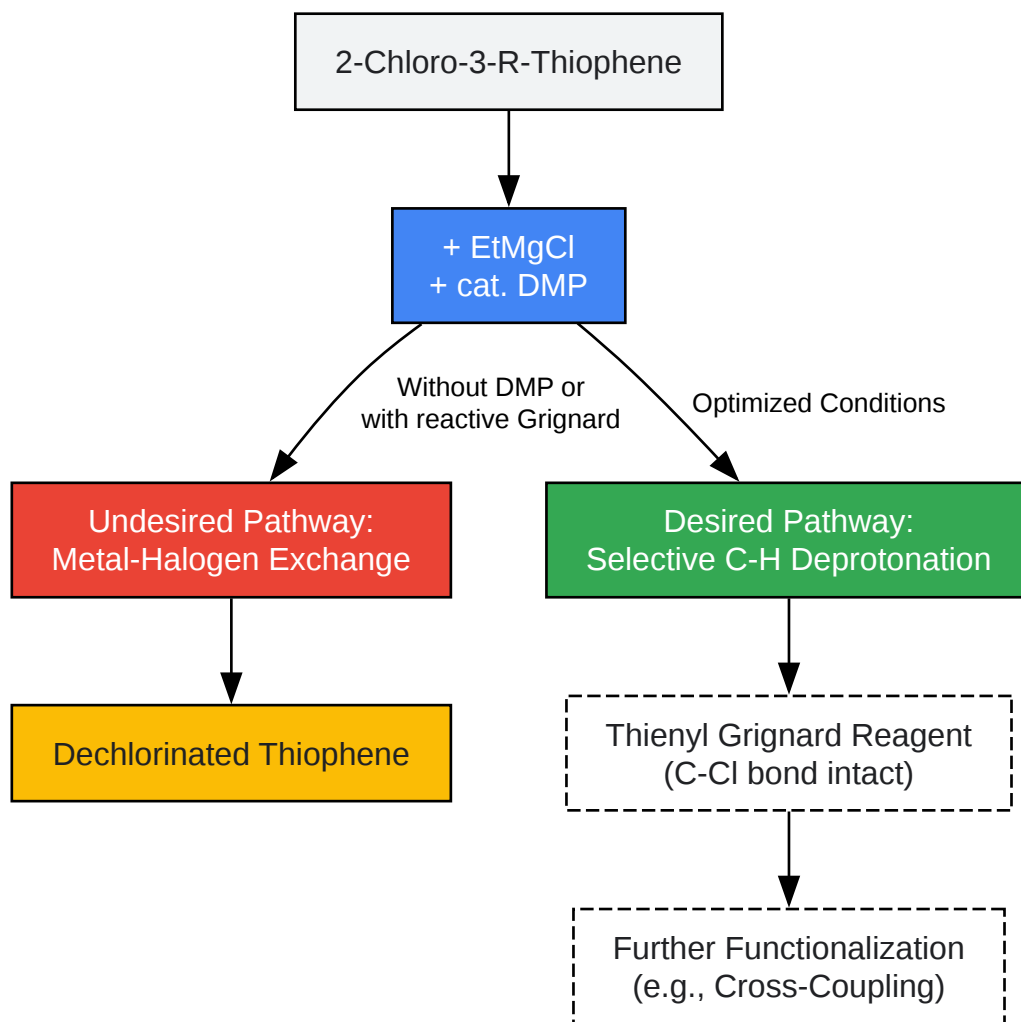 2-Chloro-3-R-Thiophene
+ EtMgCl
+ cat. DMP
Without DMP or
with reactive Grignard
Optimized Conditions
Undesired Pathway:
Metal-Halogen Exchange
Desired Pathway:
Selective C-H Deprotonation
Dechlorinated Thiophene
Thienyl Grignard Reagent
(C-Cl bond intact)
Further Functionalization
(e.g., Cross-Coupling)